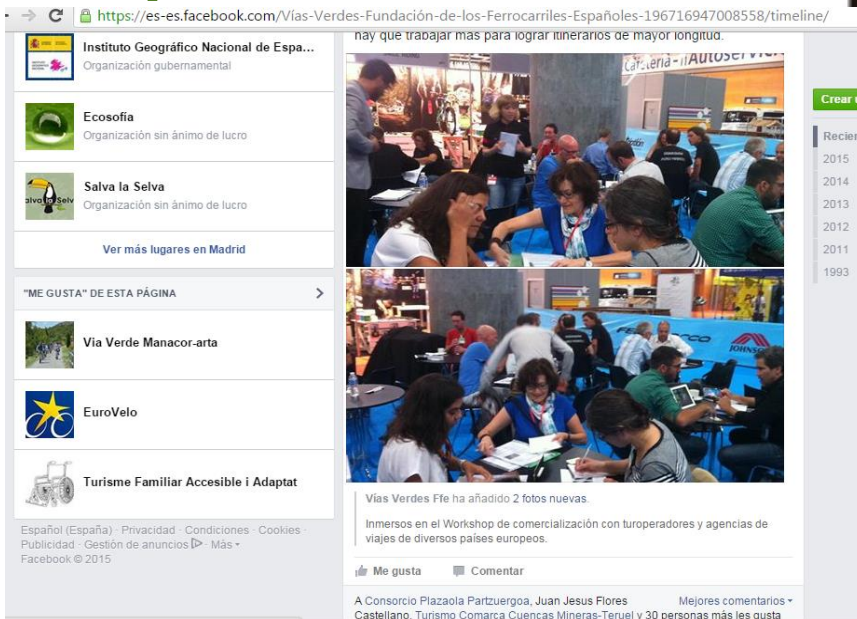 https://es-es.facebook.com/Vías-Verdes-Fundación-de-los-Ferrocarriles-Españoles-196716947008558/timeline/
Instituto Geográfico Nacional de Espa...
Organización gubernamental
Ecosofía
Organización sin ánimo de lucro
Salva la Selva
Organización sin ánimo de lucro
Ver más lugares en Madrid
"ME GUSTA" DE ESTA PÁGINA
Via Verde Manacor-arta
EuroVelo
Turisme Familiar Accesible i Adaptat
Español (España) · Privacidad · Condiciones · Cookies ·
Publicidad · Gestión de anuncios · Más
Facebook © 2015
hay que trabajar más para lograr itinerarios de mayor longitud.
Cafetería - Autoservicio
JOHNSON
Vías Verdes Ffe ha añadido 2 fotos nuevas.
Inmersos en el Workshop de comercialización con turoperadores y agencias de
viajes de diversos países europeos.
Me gusta Comentar
A Consorcio Plazaola Partzuergoa, Juan Jesus Flores Mejores comentarios
Castellano, Turismo Comarca Cuencas Mineras-Teruel y 30 personas más les gusta
Crear
Recien
2015
2014
2013
2012
2011
1993